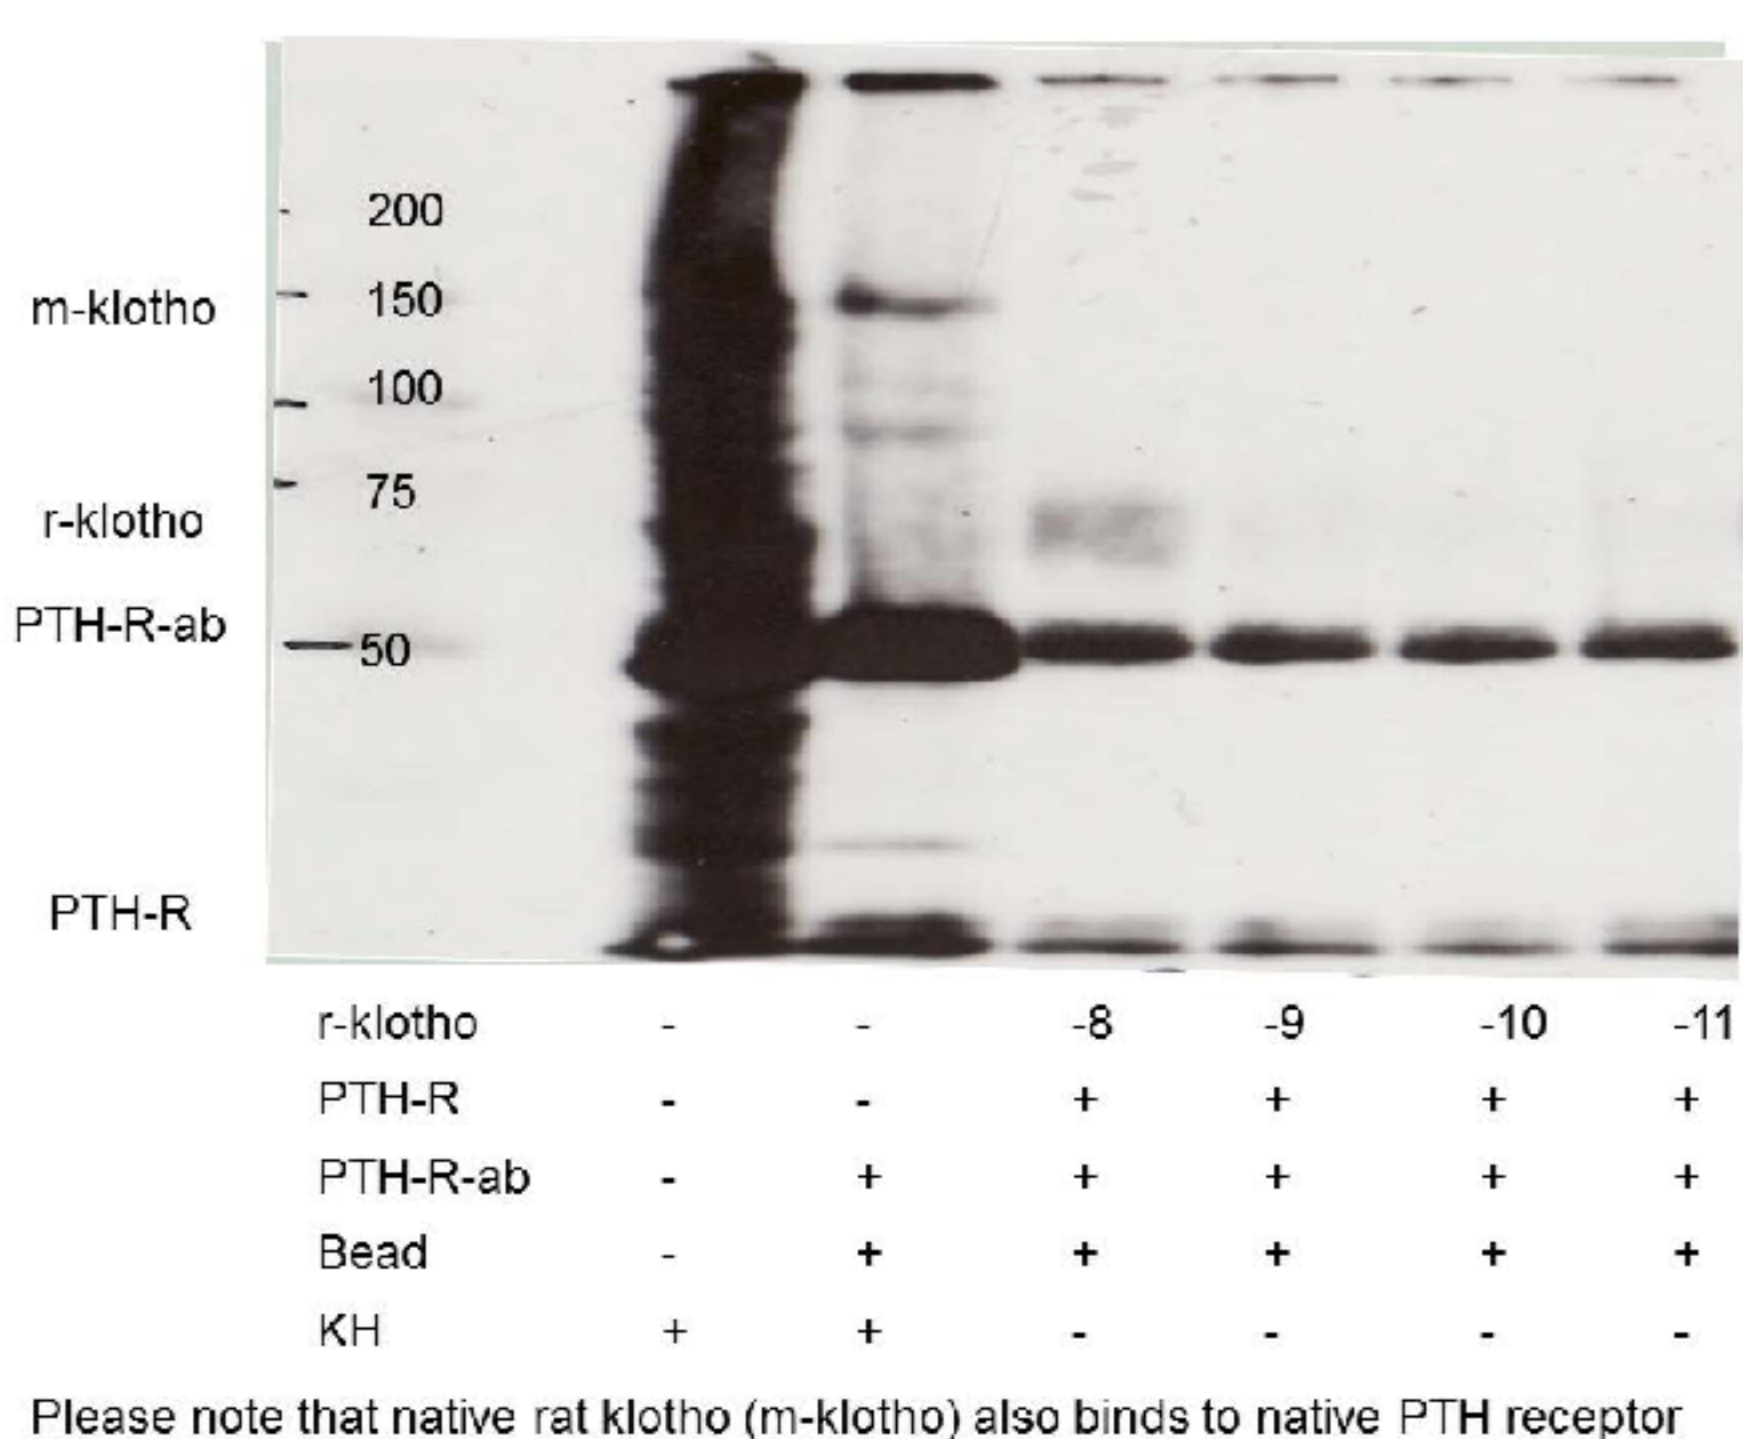 200
m-klotho 150
100
75
r-klotho
PTH-R-ab
50
PTH-R
r-klotho - - -8 -9 -10 -11
PTH-R - - + + + +
PTH-R-ab - + + + + +
Bead - + + + + +
KH + + - - - -
Please note that native rat klotho (m-klotho) also binds to native PTH receptor